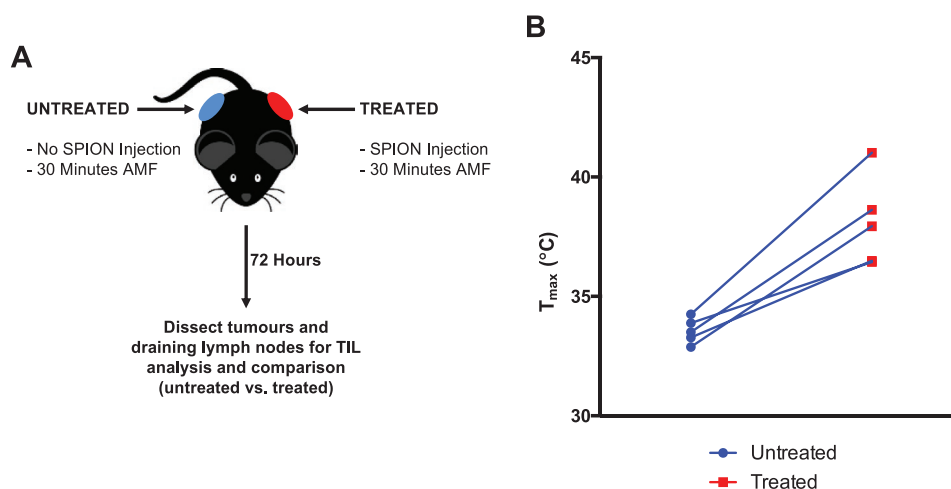 A
UNTREATED
- No SPION Injection
- 30 Minutes AMF
TREATED
- SPION Injection
- 30 Minutes AMF
72 Hours
Dissect tumours and
draining lymph nodes for TIL
analysis and comparison
(untreated vs. treated)
B
Tmax (°C)
45
40
35
30
Untreated
Treated